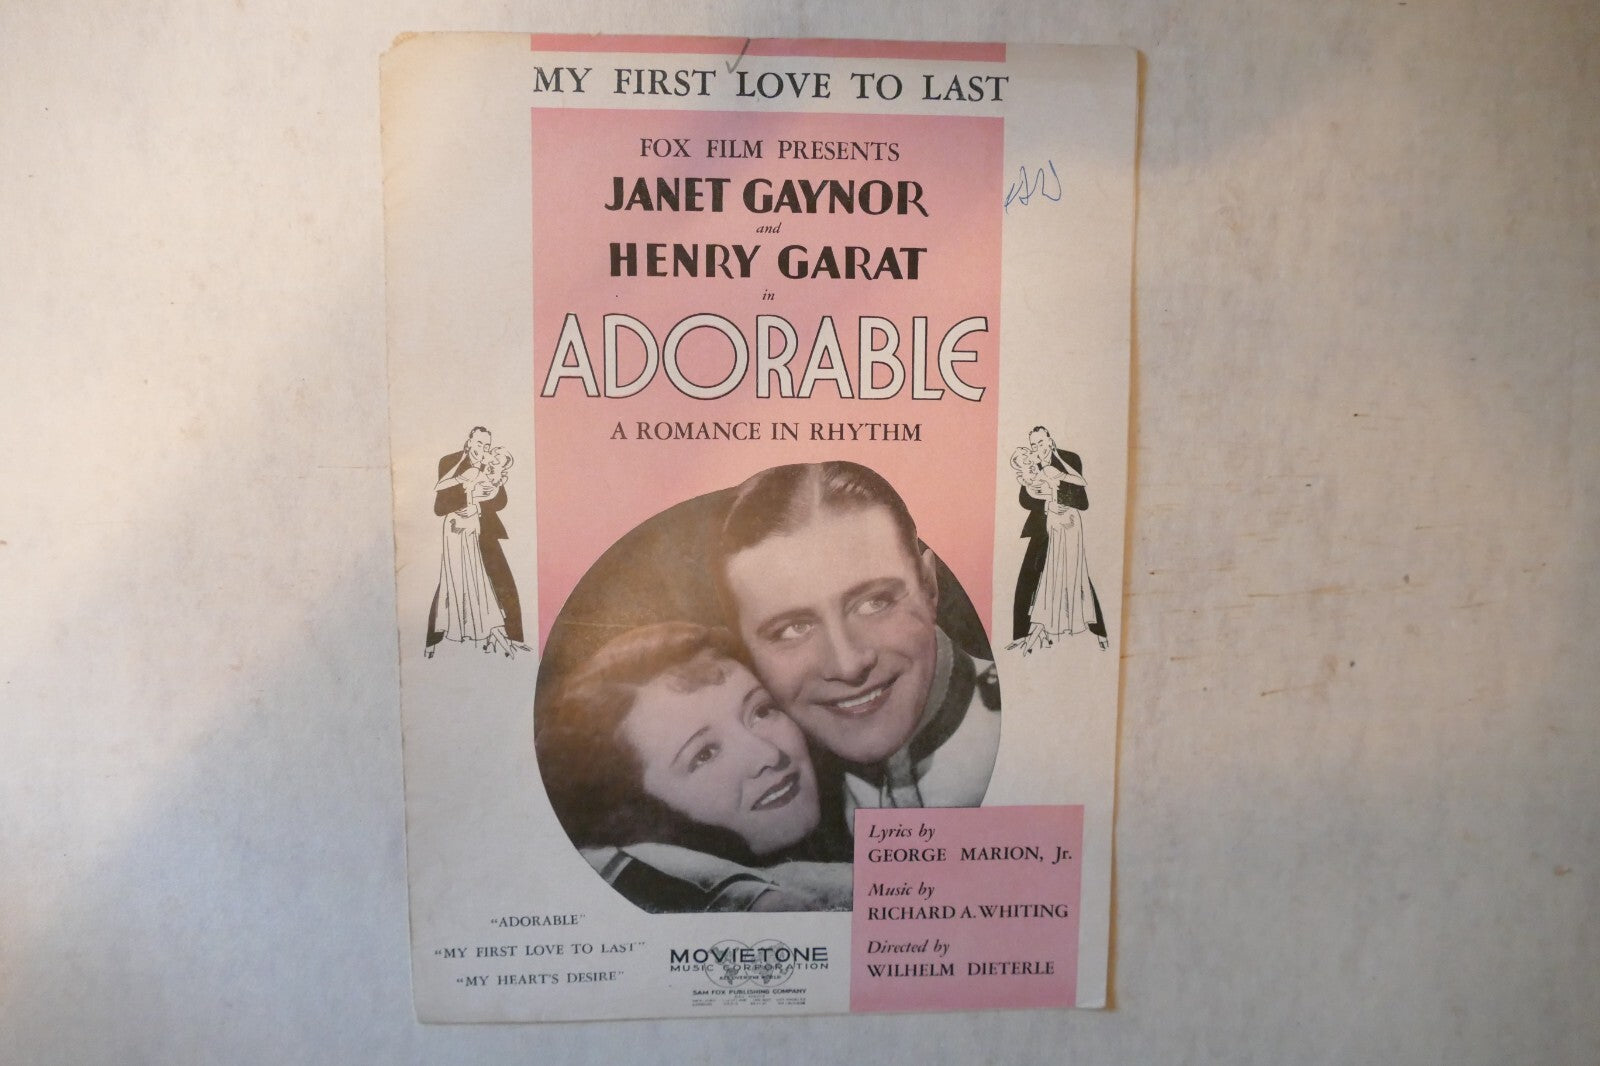 MY FIRST LOVE TO LAST
FOX FILM PRESENTS
JANET GAYNOR
and
HENRY GARAT
in
ADORABLE
A ROMANCE IN RHYTHM
Lyrics by
GEORGE MARION, Jr.
Music by
RICHARD A. WHITING
Directed by
WILHELM DIETERLE
"ADORABLE"
"MY FIRST LOVE TO LAST"
"MY HEART'S DESIRE"
MOVIETONE
MUSIC CORPORATION
SAM FOX PUBLISHING COMPANY